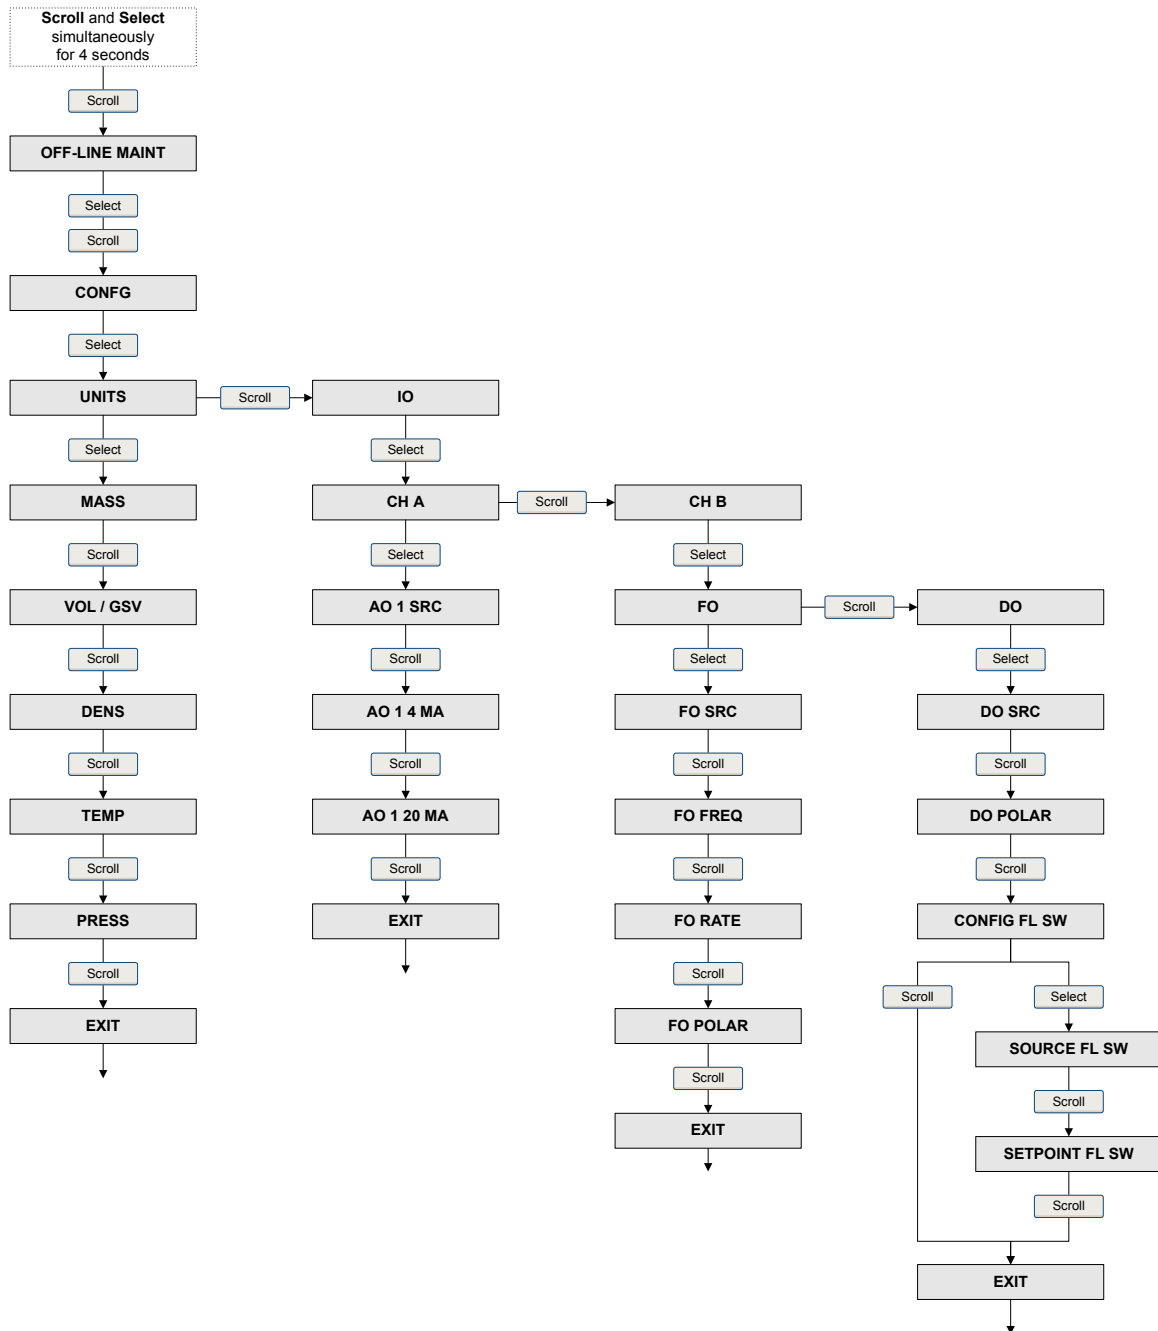 Scroll and Select
simultaneously
for 4 seconds
Scroll
OFF-LINE MAINT
Select
Scroll
CONFG
Select
UNITS
Scroll
IO
Select
Select
MASS
CH A
Scroll
CH B
Scroll
Select
Select
VOL / GSV
AO 1 SRC
FO
Scroll
DO
Scroll
Scroll
Select
Select
DENS
AO 1 4 MA
FO SRC
DO SRC
Scroll
Scroll
Scroll
Scroll
TEMP
AO 1 20 MA
FO FREQ
DO POLAR
Scroll
Scroll
Scroll
Scroll
PRESS
EXIT
FO RATE
CONFIG FL SW
Scroll
Scroll
Scroll
Select
EXIT
FO POLAR
SOURCE FL SW
Scroll
Scroll
EXIT
SETPOINT FL SW
Scroll
EXIT